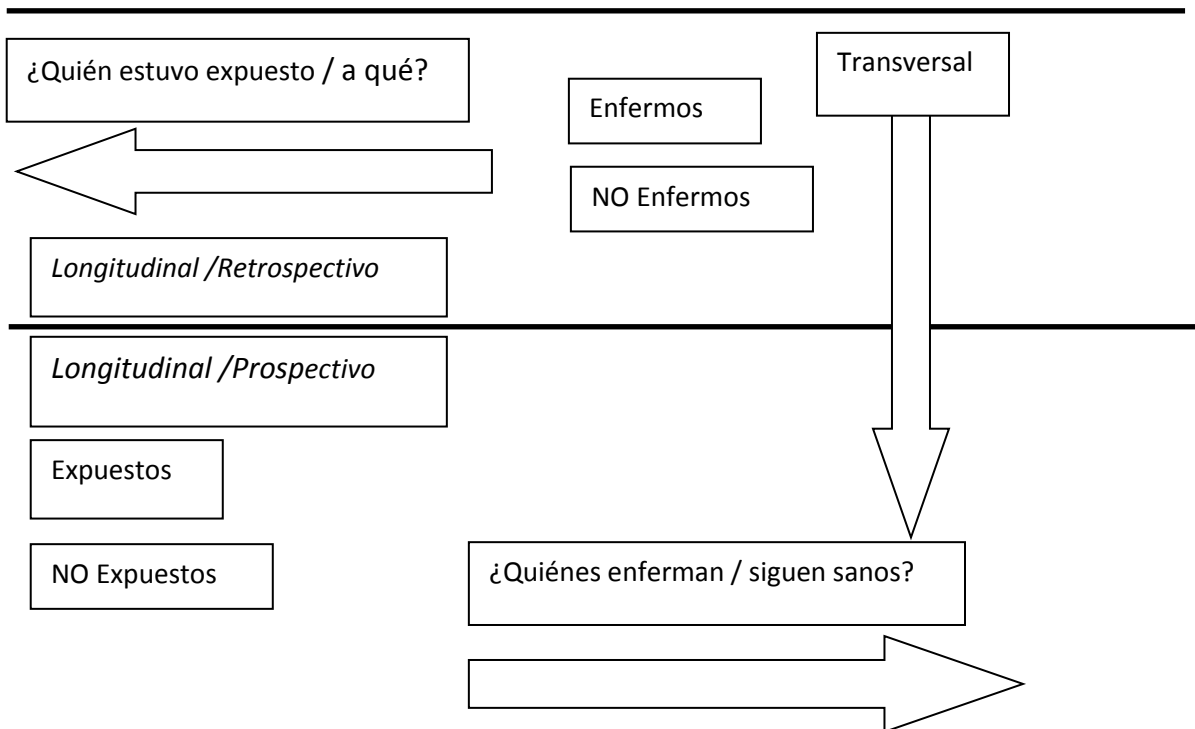 ¿Quién estuvo expuesto / a qué?
Transversal
Enfermos
NO Enfermos
Longitudinal /Retrospectivo
Longitudinal /Prospectivo
Expuestos
NO Expuestos
¿Quiénes enferman / siguen sanos?